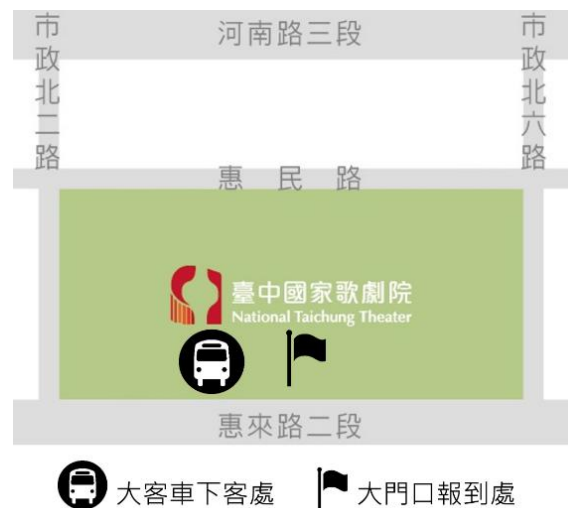 河南路三段
市政北二路
市政北六路
惠民路
臺中國家歌劇院
National Taichung Theater
惠來路二段
大客車下客處
大門口報到處